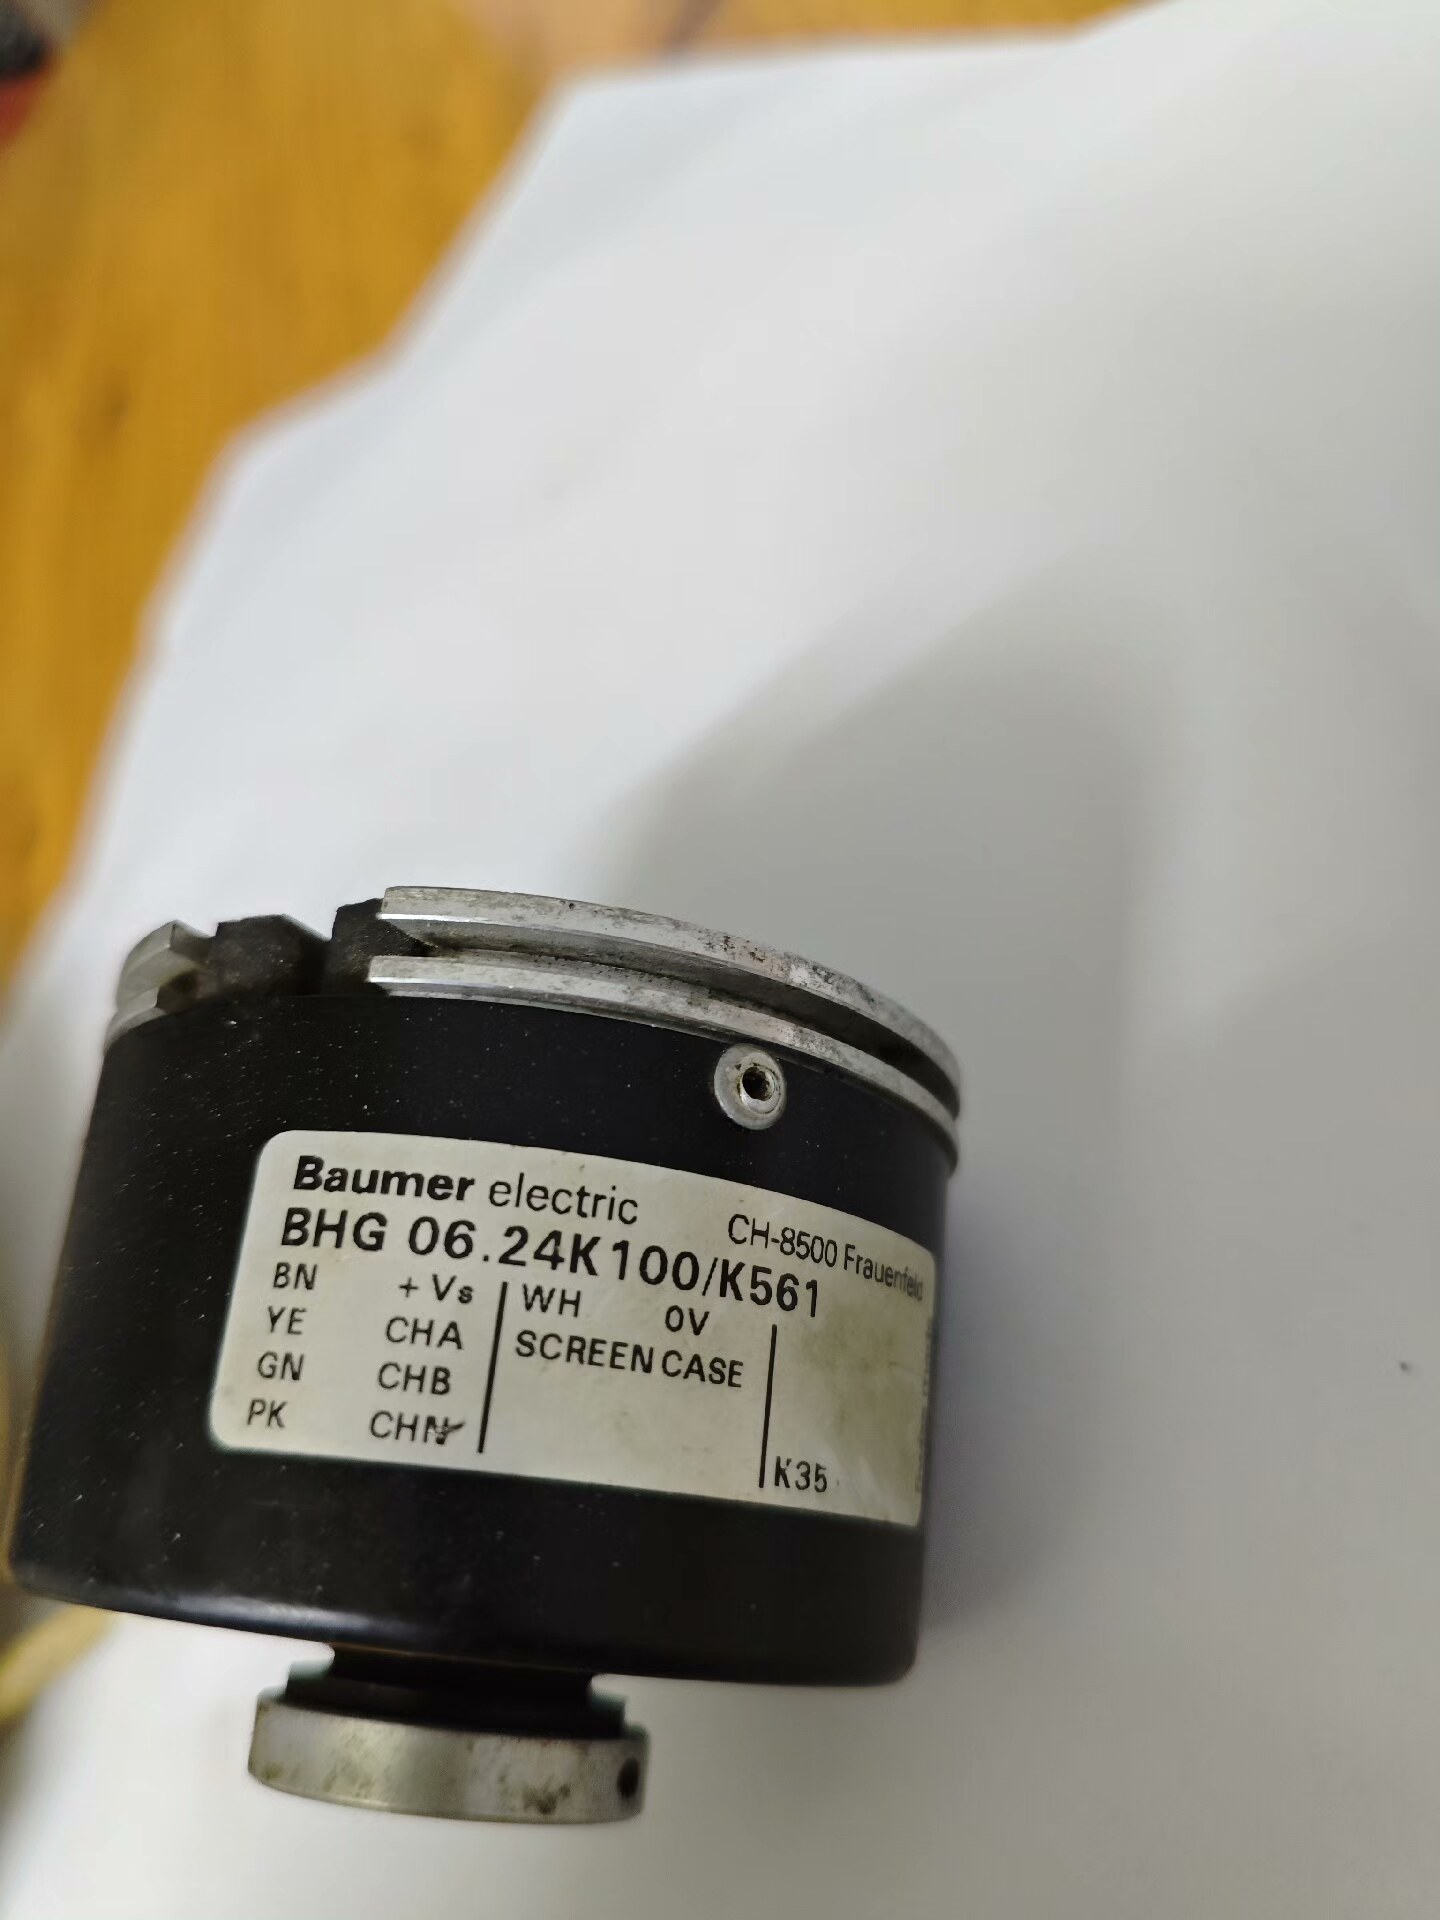 Baumer electric CH-8500 Frauenfeld
BHG 06.24K100/K561
BN +Vs WH 0V
YE CHA SCREEN CASE
GN CHB
PK CHN K35